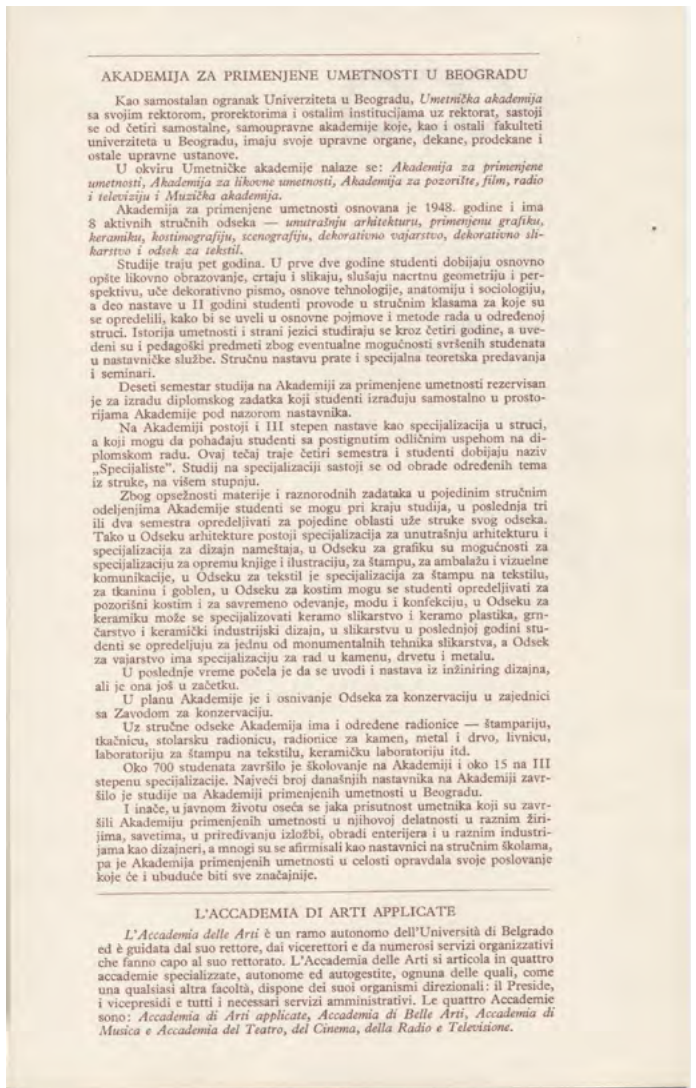 AKADEMIJA ZA PRIMENJENE UMETNOSTI U BEOGRADU
Kao samostalan ogranak Univerziteta u Beogradu, Umetnička akademija
sa svojim rektorom, prorektorima i ostalim institucijama uz rektorat, sastoji
se od četiri samostalne, samoupravne akademije koje, kao i ostali fakulteti
univerziteta u Beogradu, imaju svoje upravne organe, dekane, prodekane i
ostale upravne ustanove.
U okviru Umetničke akademije nalaze se: Akademija za primenjene
umetnosti, Akademija za likovne umetnosti, Akademija za pozorište, film, radio
i televiziju i Muzička akademija.
Akademija za primenjene umetnosti osnovana je 1948. godine i ima
8 aktivnih stručnih odseka — unutrašnju arhitekturu, primenjenu grafiku,
keramiku, kostimografiju, scenografiju, dekorativno vajarstvo, dekorativno sli-
karstvo i odsek za tekstil.
Studije traju pet godina. U prve dve godine studenti dobijaju osnovno
opšte likovno obrazovanje, crtaju i slikaju, slušaju nacrtnu geometriju i per-
spektivu, uče dekorativno pismo, osnove tehnologije, anatomiju i sociologiju,
a deo nastave u II godini studenti provode u stručnim klasama za koje su
se opredelili, kako bi se uveli u osnovne pojmove i metode rada u određenoj
struci. Istorija umetnosti i strani jezici studiraju se kroz četiri godine, a uve-
deni su i pedagoški predmeti zbog eventualne mogućnosti svršenih studenata
u nastavničke službe. Stručnu nastavu prate i specijalna teoretska predavanja
i seminari.
Deseti semestar studija na Akademiji za primenjene umetnosti rezervisan
je za izradu diplomskog zadatka koji studenti izrađuju samostalno u prosto-
rijama Akademije pod nazorom nastavnika.
Na Akademiji postoji i III stepen nastave kao specijalizacija u struci,
a koji mogu da pohađaju studenti sa postignutim odličnim uspehom na di-
plomskom radu. Ovaj tečaj traje četiri semestra i studenti dobijaju naziv
„Specijaliste”. Studij na specijalizaciji sastoji se od obrade određenih tema
iz struke, na višem stupnju.
Zbog opsežnosti materije i raznorodnih zadataka u pojedinim stručnim
odeljenjima Akademije studenti se mogu pri kraju studija, u poslednja tri
ili dva semestra opredeljivati za pojedine oblasti uže struke svog odseka.
Tako u Odseku arhitekture postoji specijalizacija za unutrašnju arhitekturu i
specijalizacija za dizajn nameštaja, u Odseku za grafiku su mogućnosti za
specijalizaciju za opremu knjige i ilustraciju, za štampu, za ambalažu i vizuelne
komunikacije, u Odseku za tekstil je specijalizacija za štampu na tekstilu,
za tkaninu i goblen, u Odseku za kostim mogu se studenti opredeljivati za
pozorišni kostim i za savremeno odevanje, modu i konfekciju, u Odseku za
keramiku može se specijalizovati keramo slikarstvo i keramo plastika, grn-
čarstvo i keramički industrijski dizajn, u slikarstvu u poslednjoj godini stu-
denti se opredeljuju za jednu od monumentalnih tehnika slikarstva, a Odsek
za vajarstvo ima specijalizaciju za rad u kamenu, drvetu i metalu.
U poslednje vreme počela je da se uvodi i nastava iz inžiniring dizajna,
ali je ona još u začetku.
U planu Akademije je i osnivanje Odseka za konzervaciju u zajednici
sa Zavodom za konzervaciju.
Uz stručne odseke Akademija ima i određene radionice — štampariju,
tkačnicu, stolarsku radionicu, radionice za kamen, metal i drvo, livnicu,
laboratoriju za štampu na tekstilu, keramičku laboratoriju itd.
Oko 700 studenata završilo je školovanje na Akademiji i oko 15 na III
stepenu specijalizacije. Najveći broj današnjih nastavnika na Akademiji zavr-
šilo je studije na Akademiji primenjenih umetnosti u Beogradu.
I inače, u javnom životu oseća se jaka prisutnost umetnika koji su zavr-
šili Akademiju primenjenih umetnosti u njihovoj delatnosti u raznim žiri-
jima, savetima, u priređivanju izložbi, obradi enterijera i u raznim industri-
jama kao dizajneri, a mnogi su se afirmisali kao nastavnici na stručnim školama,
pa je Akademija primenjenih umetnosti u celosti opravdala svoje poslovanje
koje će i ubuduće biti sve značajnije.
L'ACCADEMIA DI ARTI APPLICATE
L'Accademia delle Arti è un ramo autonomo dell'Università di Belgrado
ed è guidata dal suo rettore, dai vicerettori e da numerosi servizi organizzativi
che fanno capo al suo rettorato. L'Accademia delle Arti si articola in quattro
accademie specializzate, autonome ed autogestite, ognuna delle quali, come
una qualsiasi altra facoltà, dispone dei suoi organismi direzionali: il Preside,
i vicepresidi e tutti i necessari servizi amministrativi. Le quattro Accademie
sono: Accademia di Arti applicate, Accademia di Belle Arti, Accademia di
Musica e Accademia del Teatro, del Cinema, della Radio e Televisione.